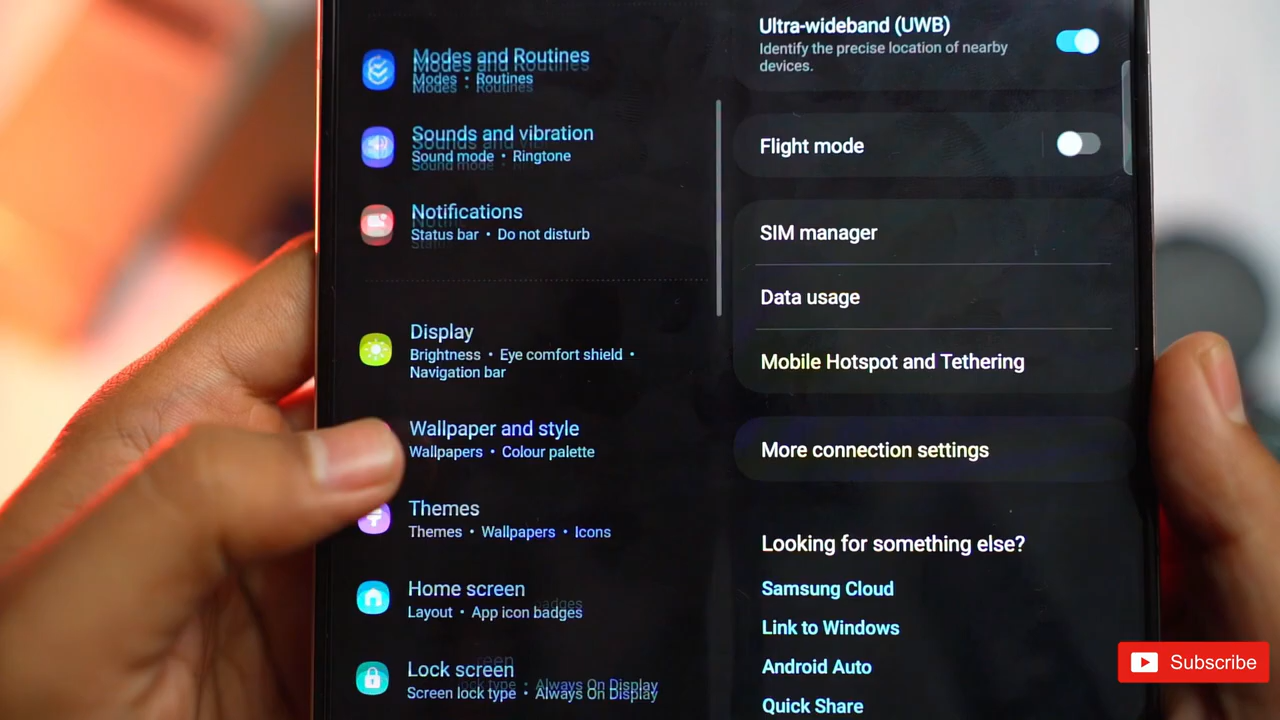 Modes and Routines
Modes • Routines
Sounds and vibration
Sound mode • Ringtone
Notifications
Status bar • Do not disturb
Display
Brightness • Eye comfort shield •
Navigation bar
Wallpaper and style
Wallpapers • Colour palette
Themes
Themes • Wallpapers • Icons
Home screen
Layout • App icon badges
Lock screen
Screen lock type • Always On Display
Ultra-wideband (UWB)
Identify the precise location of nearby
devices.
Flight mode
SIM manager
Data usage
Mobile Hotspot and Tethering
More connection settings
Looking for something else?
Samsung Cloud
Link to Windows
Android Auto
Quick Share
Subscribe